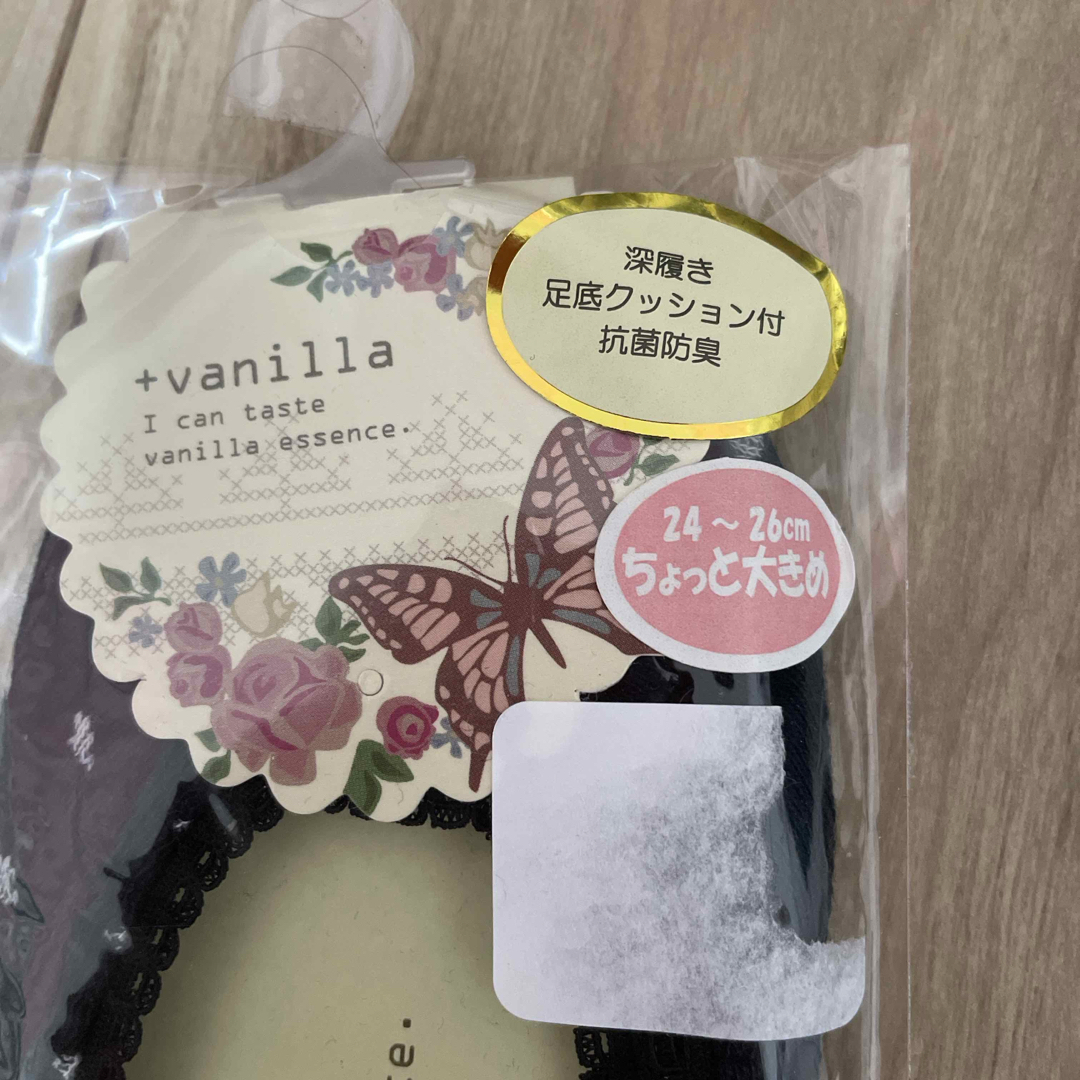 +vanilla
I can taste
vanilla essence.
深履き
足底クッション付
抗菌防臭
24～26cm
ちょっと大きめ